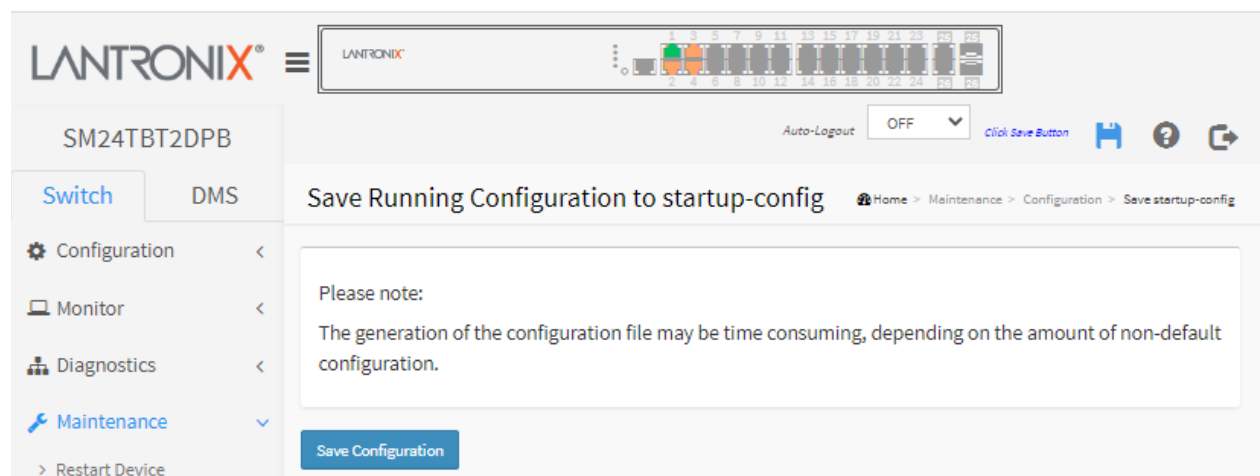 LANTRONIX®
LANTRONIX
1 3 5 7 9 11 13 15 17 19 21 23 25 25
2 4 6 8 10 12 14 16 18 20 22 24 26 26
SM24TBT2DPB
Auto-Logout OFF Click Save Button
Switch DMS
Save Running Configuration to startup-config
Home > Maintenance > Configuration > Save startup-config
Configuration
Monitor
Diagnostics
Maintenance
> Restart Device
Please note:
The generation of the configuration file may be time consuming, depending on the amount of non-default
configuration.
Save Configuration